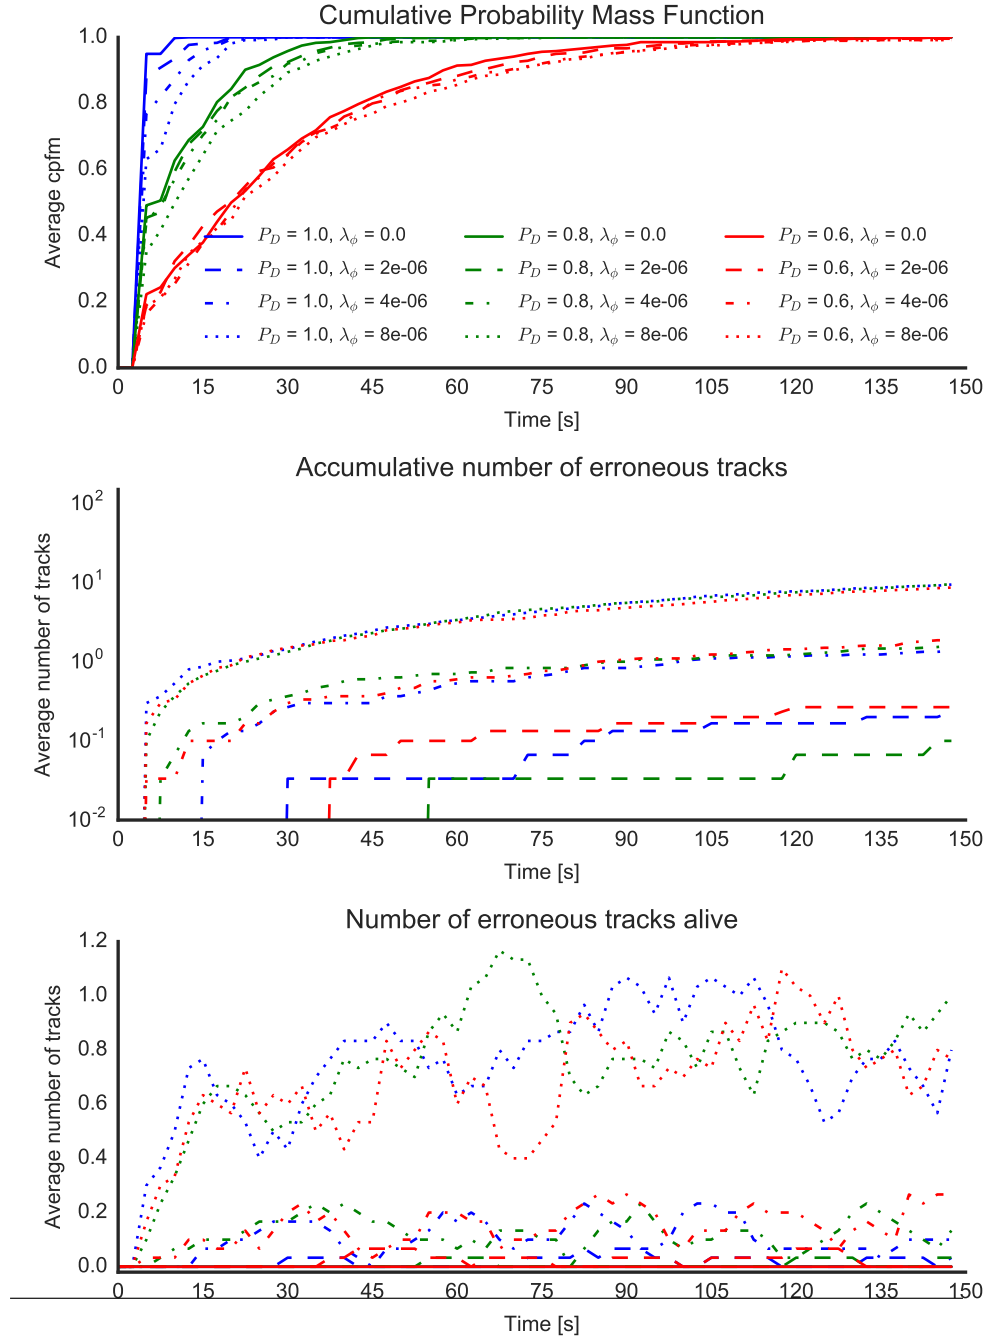 Cumulative Probability Mass Function
1.0
0.8
0.6
0.4
0.2
0.0
Average cpfm
P_D = 1.0, λ_ϕ = 0.0
P_D = 1.0, λ_ϕ = 2e-06
P_D = 1.0, λ_ϕ = 4e-06
P_D = 1.0, λ_ϕ = 8e-06
P_D = 0.8, λ_ϕ = 0.0
P_D = 0.8, λ_ϕ = 2e-06
P_D = 0.8, λ_ϕ = 4e-06
P_D = 0.8, λ_ϕ = 8e-06
P_D = 0.6, λ_ϕ = 0.0
P_D = 0.6, λ_ϕ = 2e-06
P_D = 0.6, λ_ϕ = 4e-06
P_D = 0.6, λ_ϕ = 8e-06
0 15 30 45 60 75 90 105 120 135 150
Time [s]
Accumulative number of erroneous tracks
10^2
10^1
10^0
10^-1
10^-2
Average number of tracks
0 15 30 45 60 75 90 105 120 135 150
Time [s]
Number of erroneous tracks alive
1.2
1.0
0.8
0.6
0.4
0.2
0.0
Average number of tracks
0 15 30 45 60 75 90 105 120 135 150
Time [s]